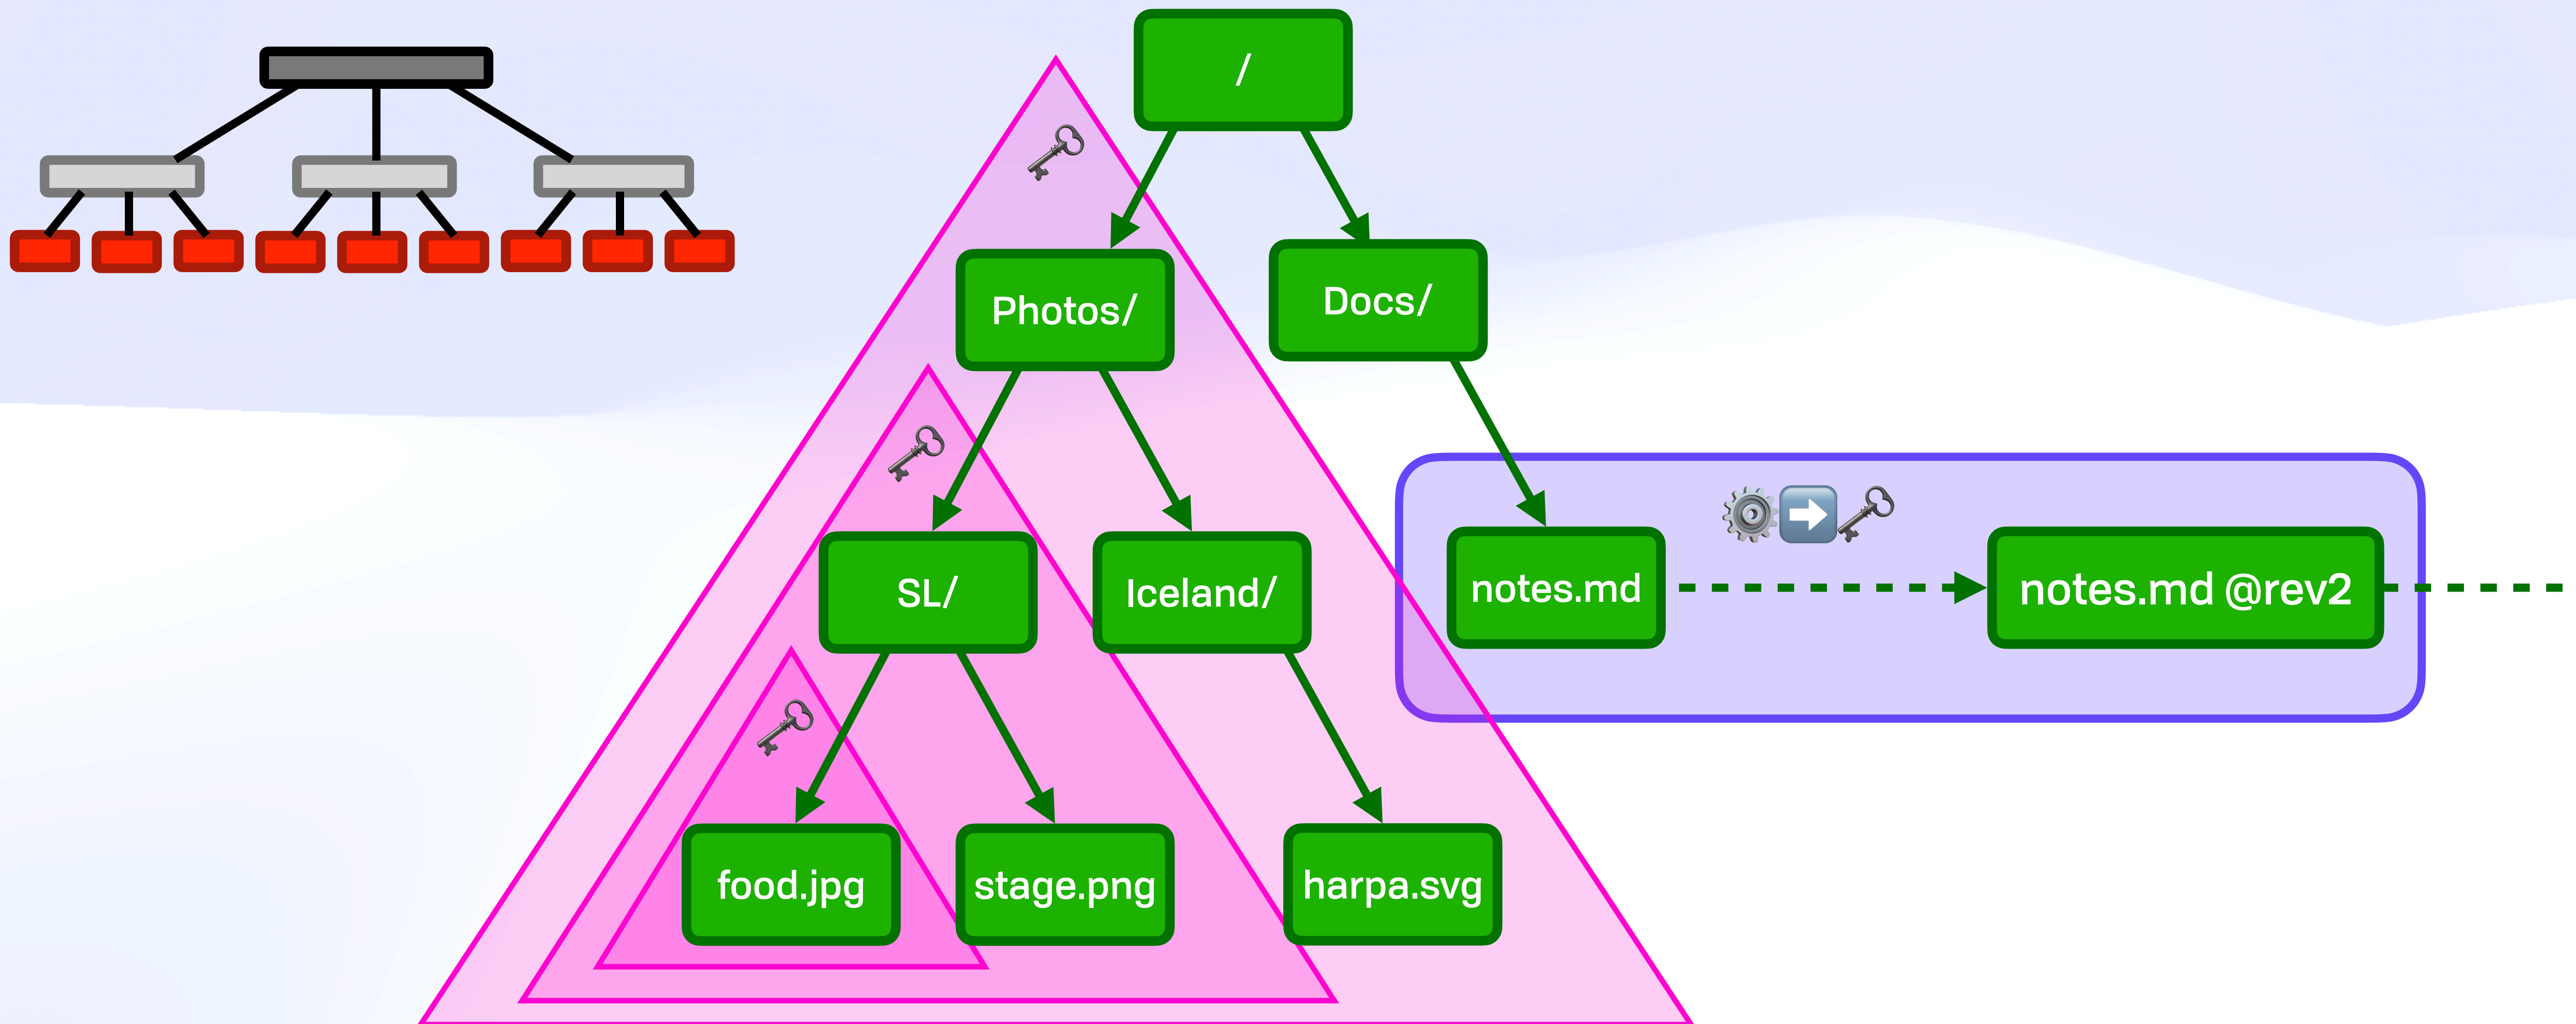 /
Photos/
Docs/
SL/
Iceland/
notes.md
notes.md @rev2
food.jpg
stage.png
harpa.svg